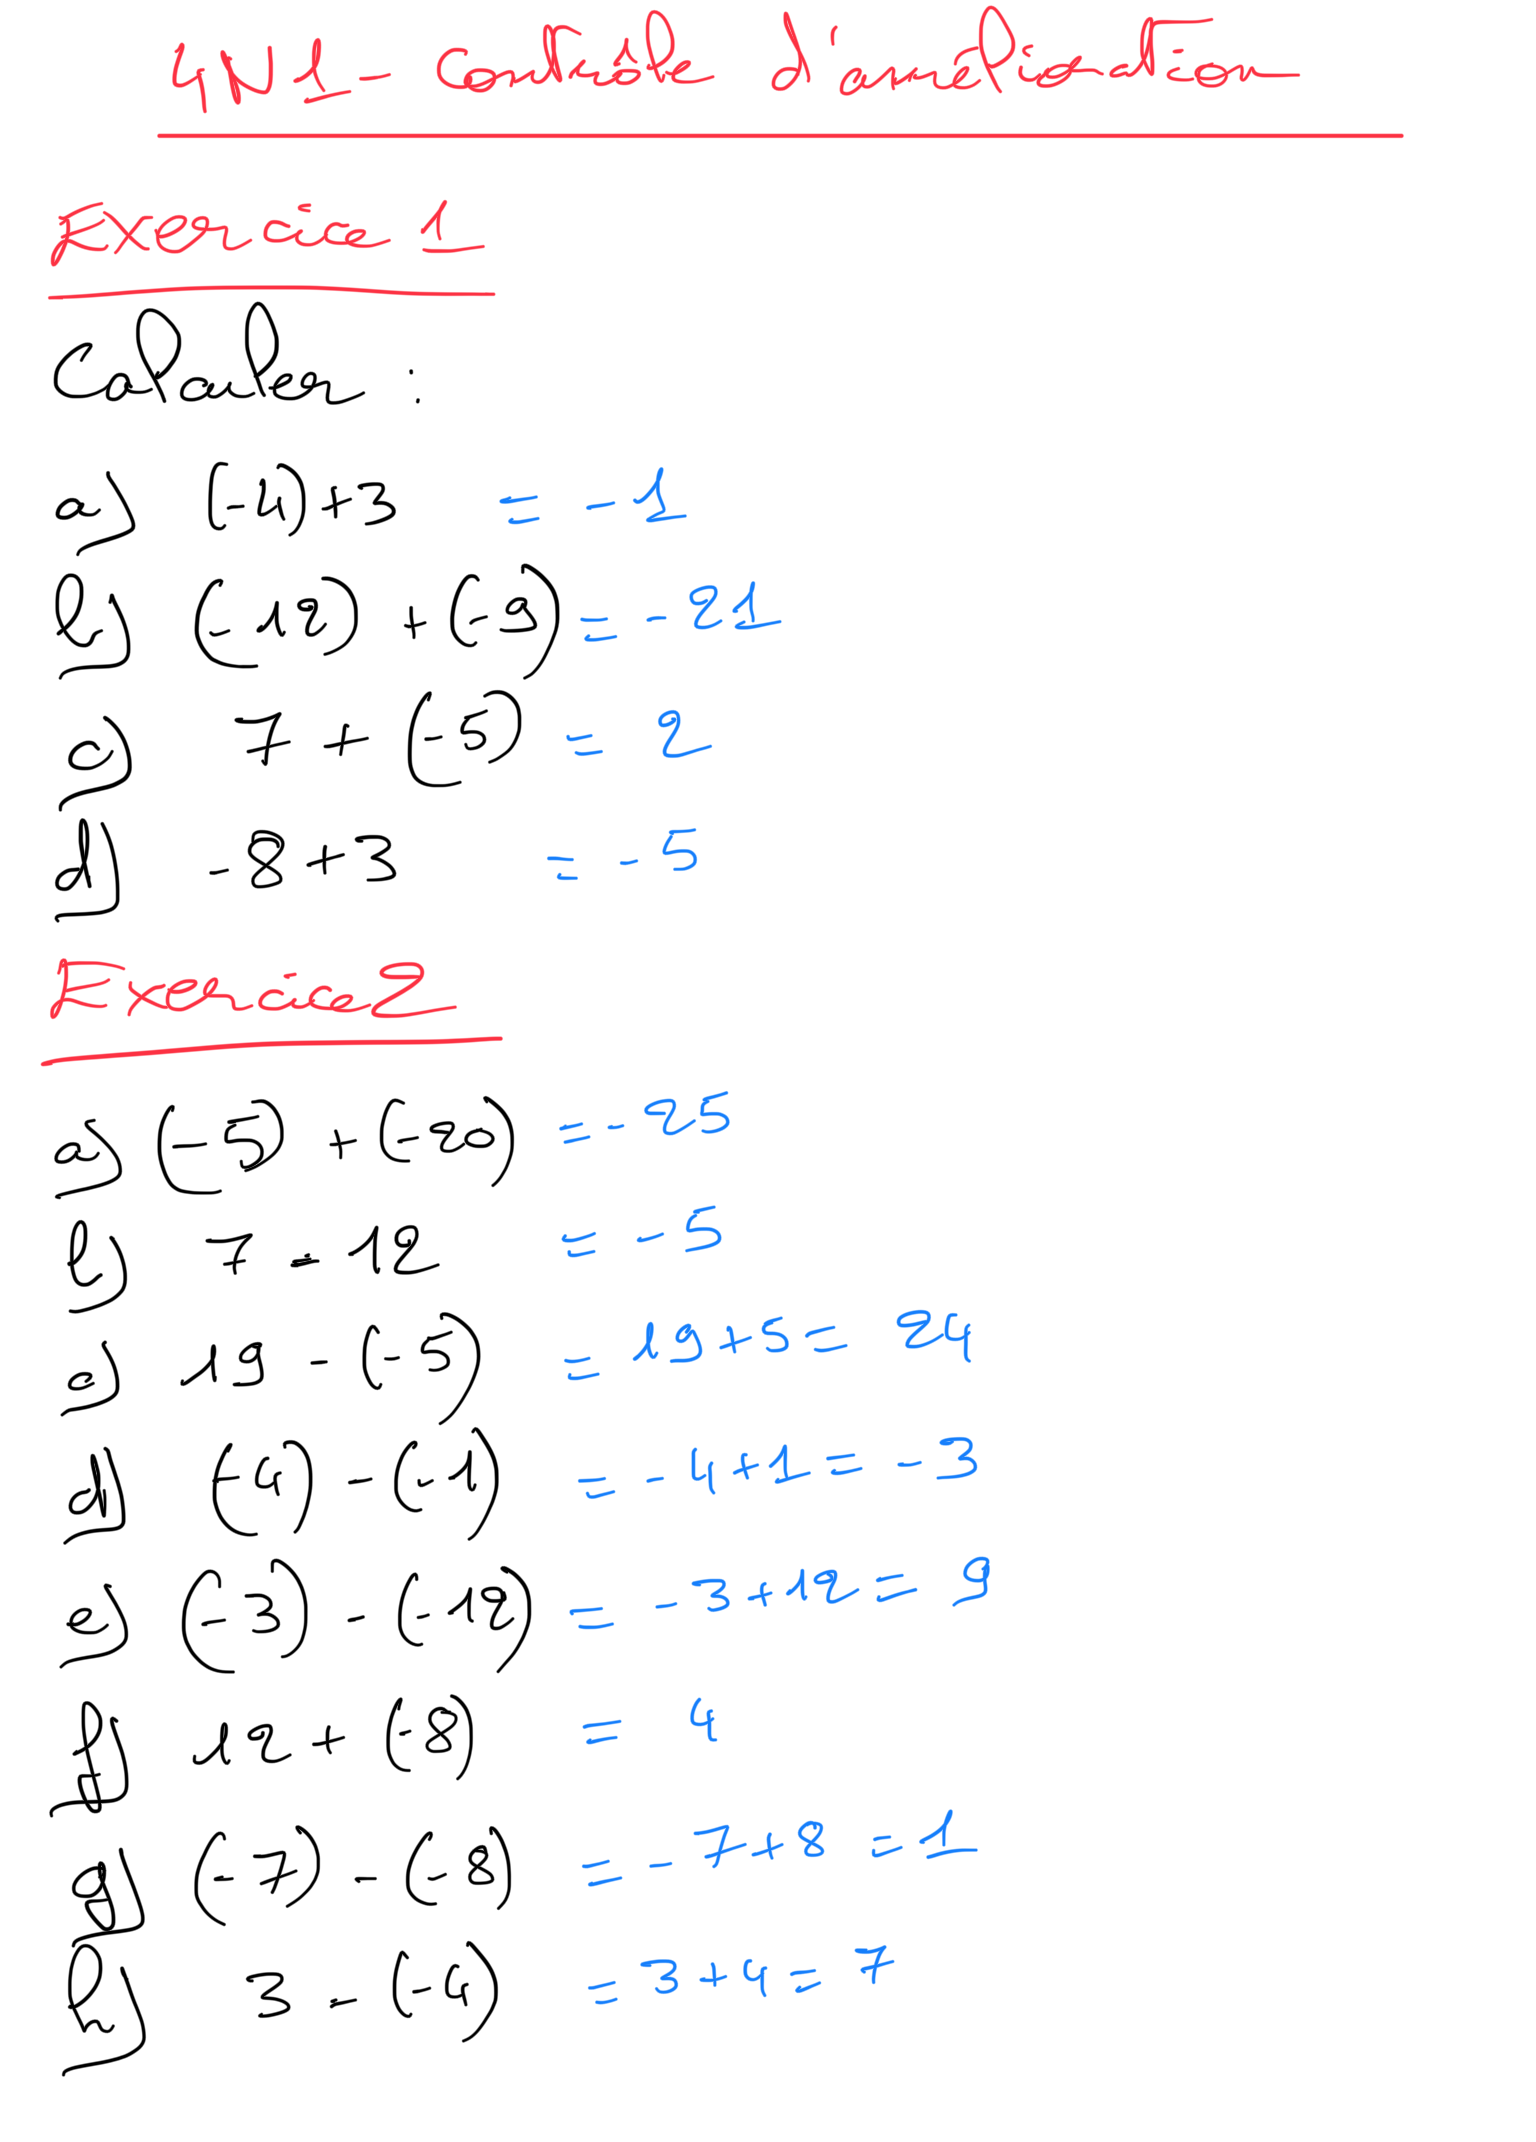 4N1 - Contrôle d'amélioration
Exercice 1
Calculer :
a) (-4)+3 = -1
b) (-12) + (-9) = -21
c) 7 + (-5) = 2
d) -8+3 = -5
Exercice 2
a) (-5) + (-20) = -25
b) 7 - 12 = -5
c) 19 - (-5) = 19+5 = 24
d) (-4) - (-1) = -4+1 = -3
e) (-3) - (-12) = -3+12 = 9
f) 12 + (-8) = 4
g) (-7) - (-8) = -7+8 = 1
h) 3 - (-4) = 3+4 = 7